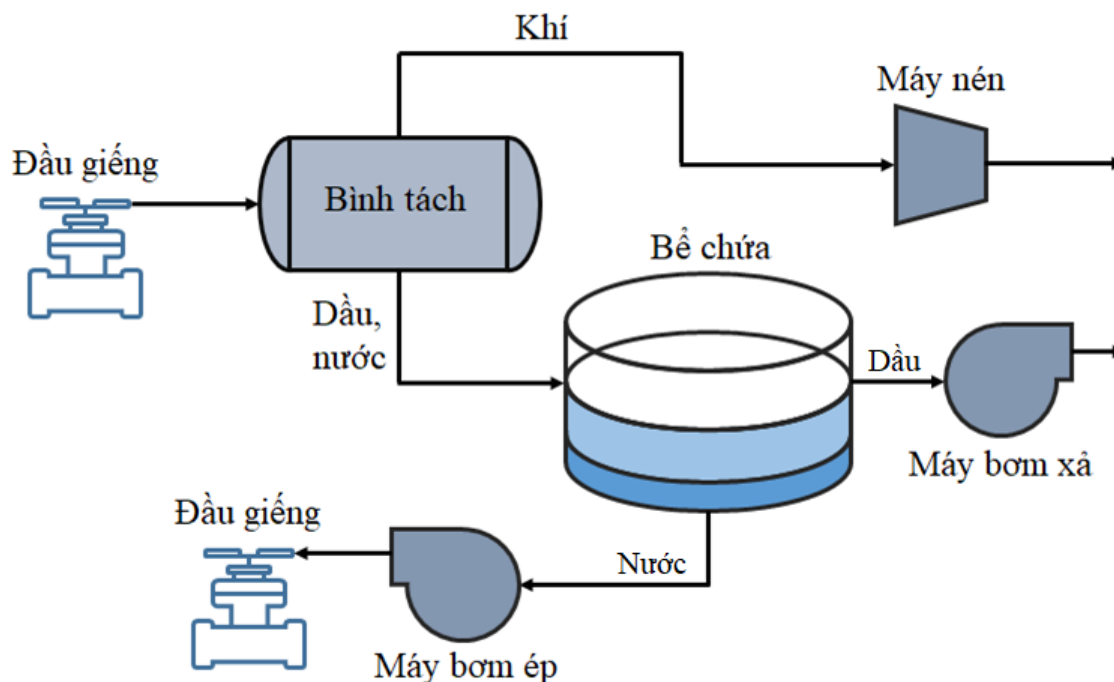 Khí
Máy nén
Đầu giếng
Bình tách
Bể chứa
Dầu,
nước
Dầu
Máy bơm xả
Đầu giếng
Nước
Máy bơm ép